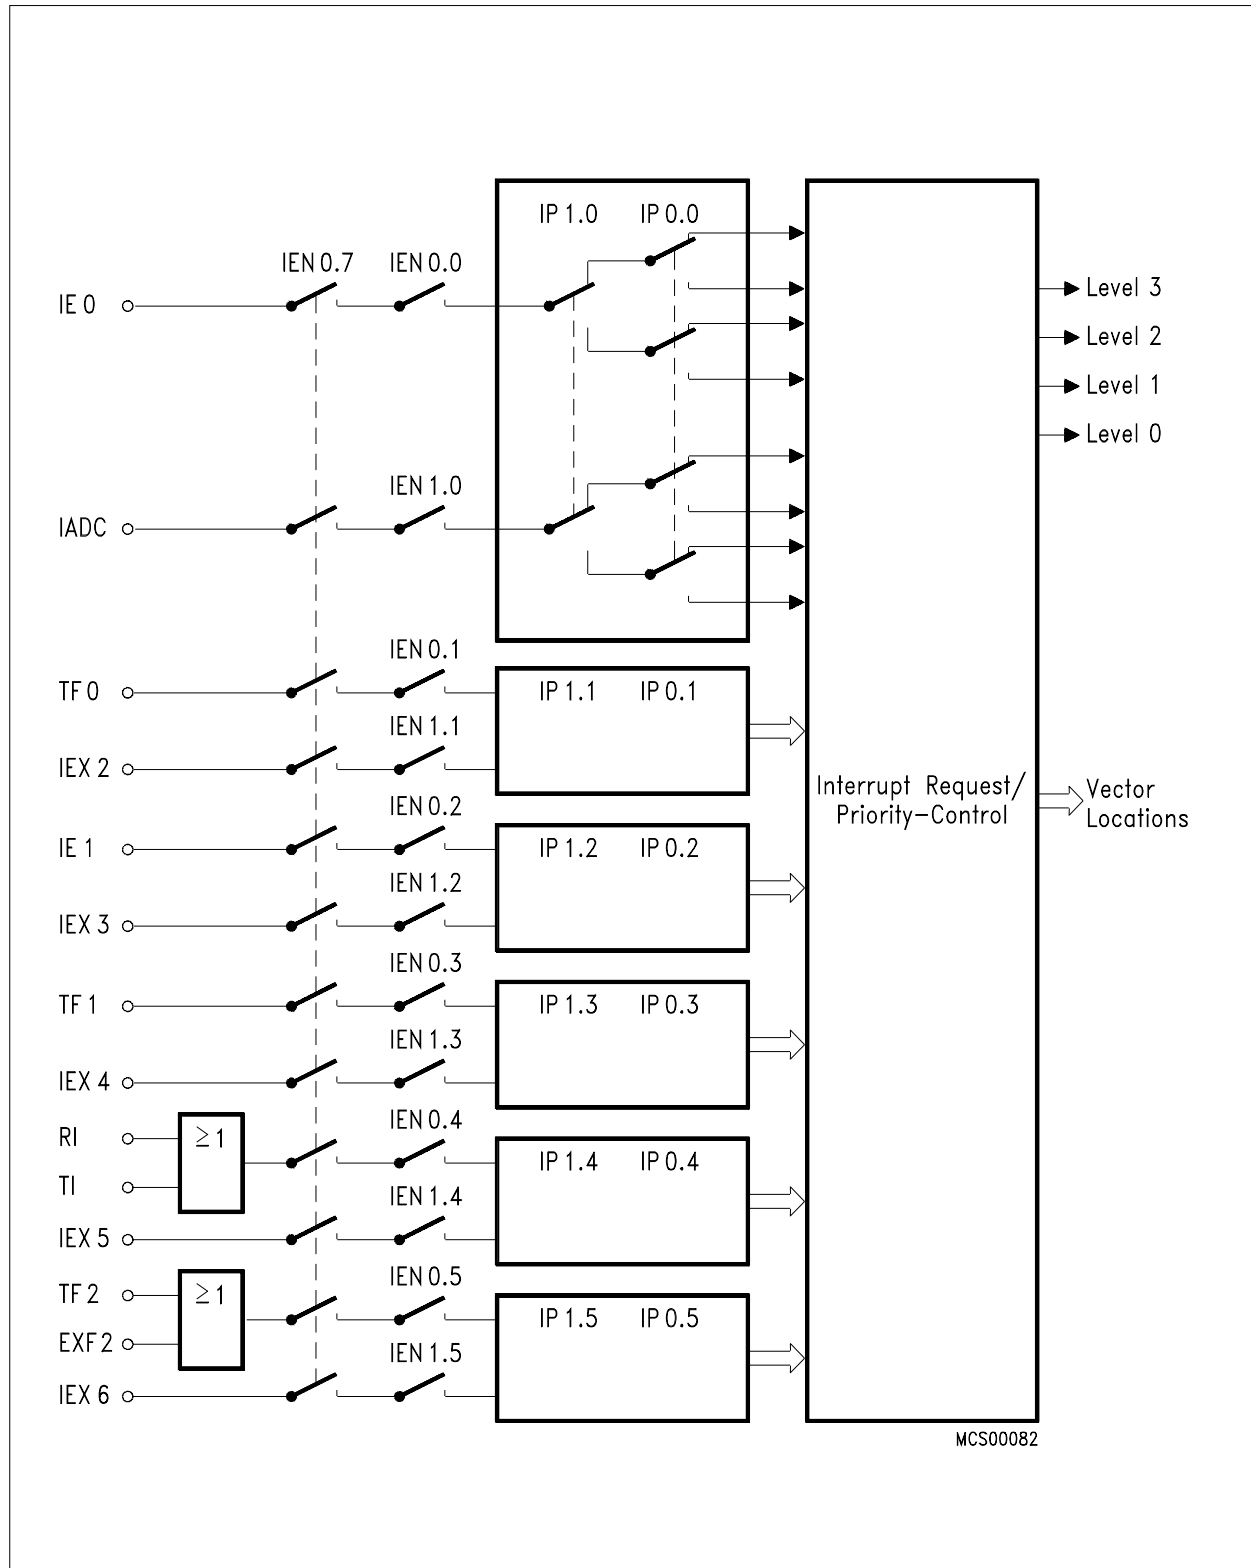 IP 1.0 IP 0.0
IEN 0.7 IEN 0.0
IE 0
Level 3
Level 2
Level 1
Level 0
IEN 1.0
IADC
IEN 0.1
TF 0
IP 1.1 IP 0.1
IEN 1.1
IEX 2
Interrupt Request/
Priority-Control
Vector
Locations
IEN 0.2
IE 1
IP 1.2 IP 0.2
IEN 1.2
IEX 3
IEN 0.3
TF 1
IP 1.3 IP 0.3
IEN 1.3
IEX 4
IEN 0.4
RI
≥1
IP 1.4 IP 0.4
TI
IEN 1.4
IEX 5
IEN 0.5
TF 2
≥1
IP 1.5 IP 0.5
EXF 2
IEN 1.5
IEX 6
MCS00082